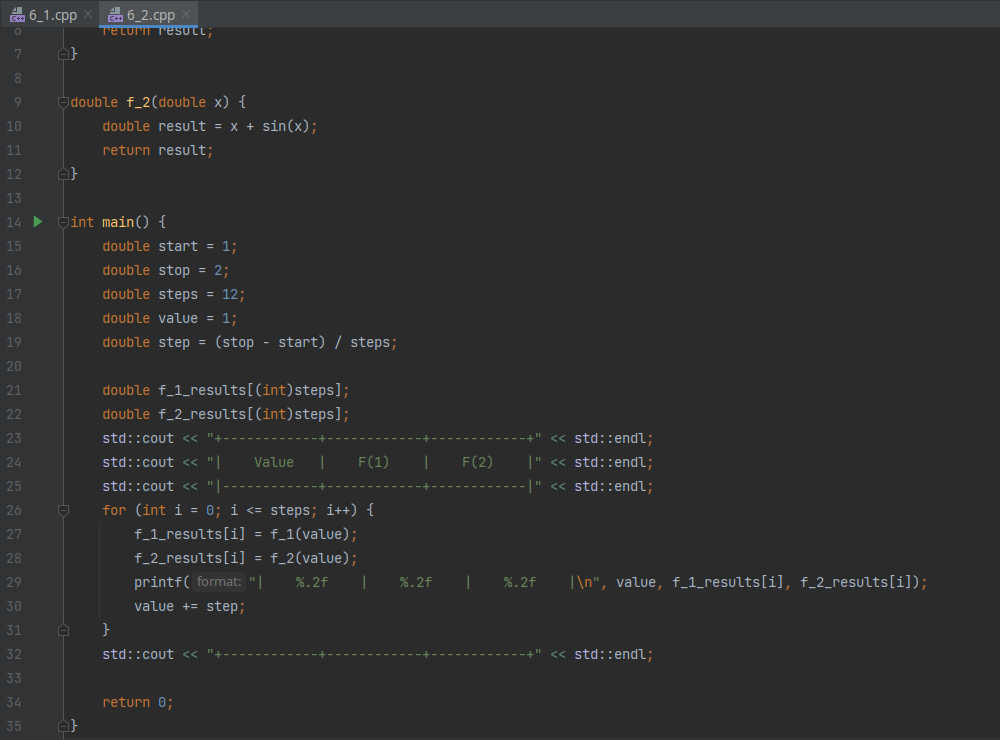 6_1.cpp 6_2.cpp
6 return result;
7 }
8
9 double f_2(double x) {
10     double result = x + sin(x);
11     return result;
12 }
13
14 int main() {
15     double start = 1;
16     double stop = 2;
17     double steps = 12;
18     double value = 1;
19     double step = (stop - start) / steps;
20
21     double f_1_results[(int)steps];
22     double f_2_results[(int)steps];
23     std::cout << "+------------+------------+------------+" << std::endl;
24     std::cout << "|    Value   |    F(1)    |    F(2)    |" << std::endl;
25     std::cout << "|------------+------------+------------|" << std::endl;
26     for (int i = 0; i <= steps; i++) {
27         f_1_results[i] = f_1(value);
28         f_2_results[i] = f_2(value);
29         printf( format: "|    %.2f    |    %.2f    |    %.2f    |\n", value, f_1_results[i], f_2_results[i]);
30         value += step;
31     }
32     std::cout << "+------------+------------+------------+" << std::endl;
33
34     return 0;
35 }